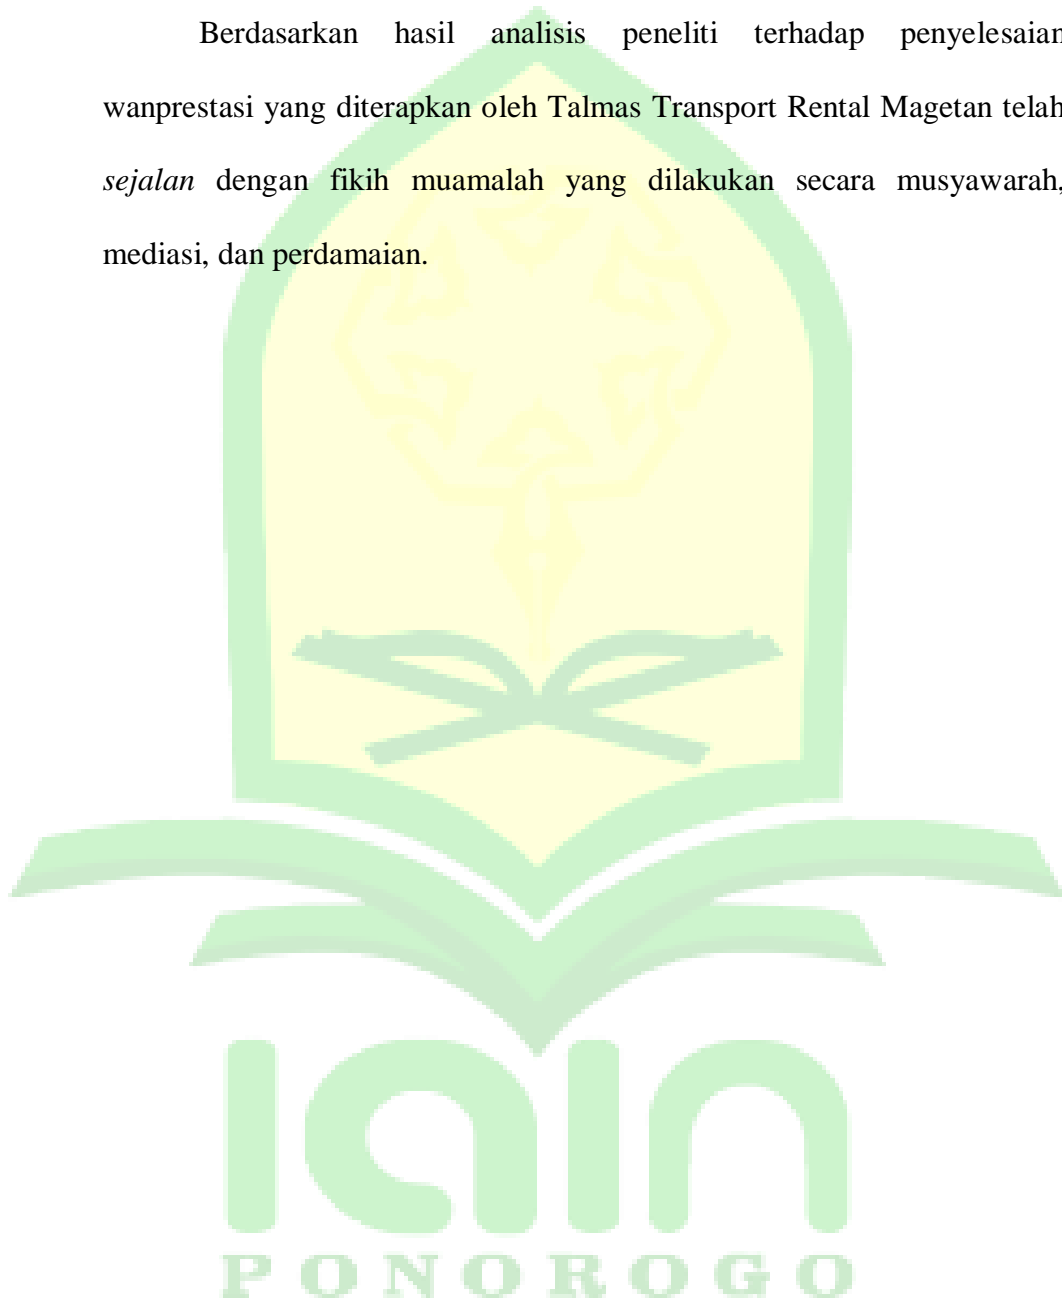 Berdasarkan hasil analisis peneliti terhadap penyelesaian
wanprestasi yang diterapkan oleh Talmas Transport Rental Magetan telah
sejalan dengan fikih muamalah yang dilakukan secara musyawarah,
mediasi, dan perdamaian.
iain
PONOROGO